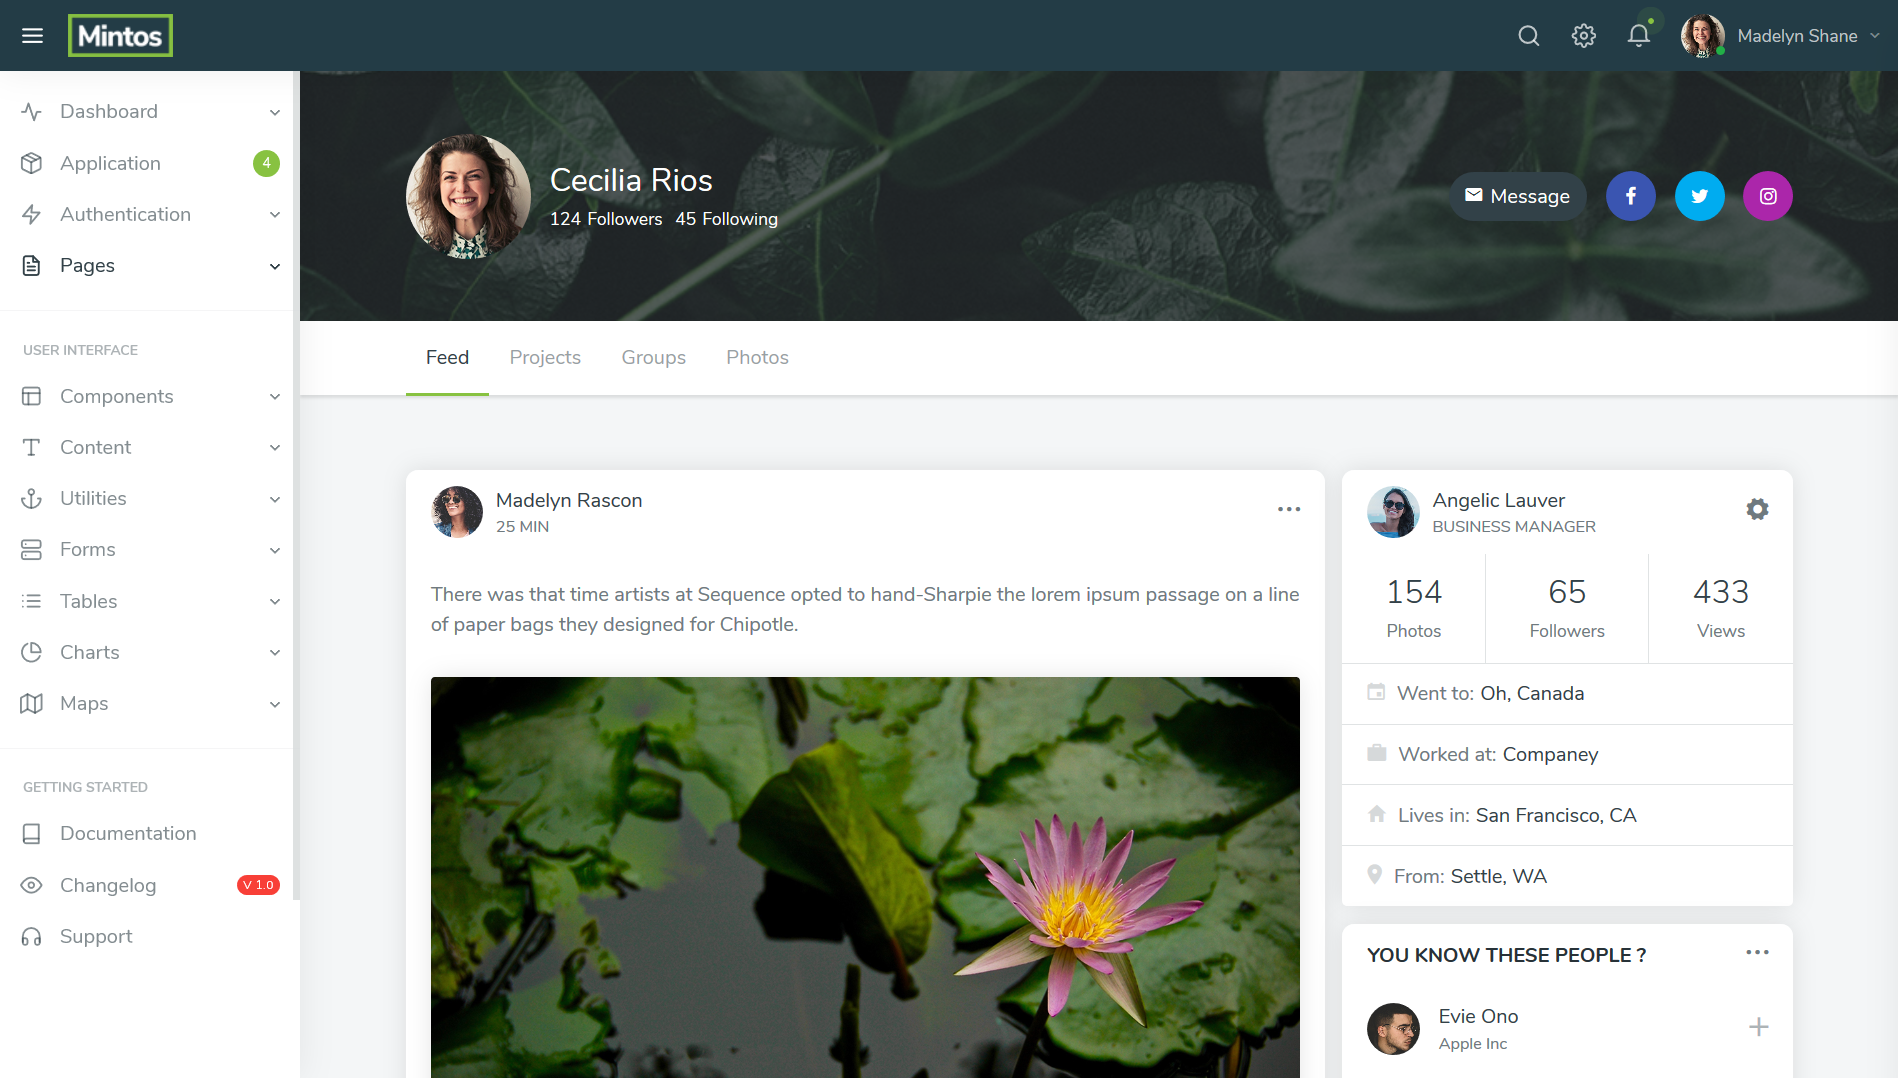 Mintos
Madelyn Shane
Dashboard
Application 4
Authentication
Pages
USER INTERFACE
Components
Content
Utilities
Forms
Tables
Charts
Maps
GETTING STARTED
Documentation
Changelog V 1.0
Support
Cecilia Rios
124 Followers 45 Following
Message
Feed Projects Groups Photos
Madelyn Rascon
25 MIN
There was that time artists at Sequence opted to hand-Sharpie the lorem ipsum passage on a line
of paper bags they designed for Chipotle.
Angelic Lauver
BUSINESS MANAGER
154 65 433
Photos Followers Views
Went to: Oh, Canada
Worked at: Companey
Lives in: San Francisco, CA
From: Settle, WA
YOU KNOW THESE PEOPLE ?
Evie Ono
Apple Inc